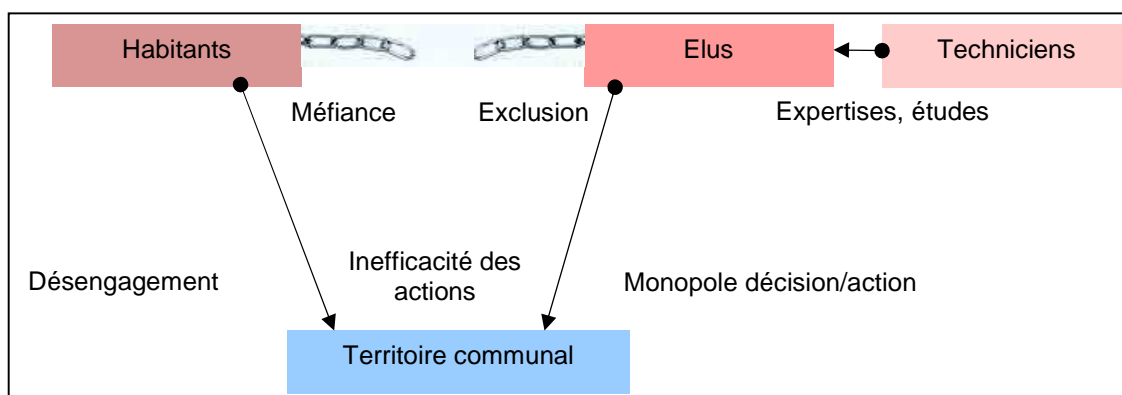 Habitants
Elus
Techniciens
Méfiance
Exclusion
Expertises, études
Désengagement
Inefficacité des
actions
Monopole décision/action
Territoire communal